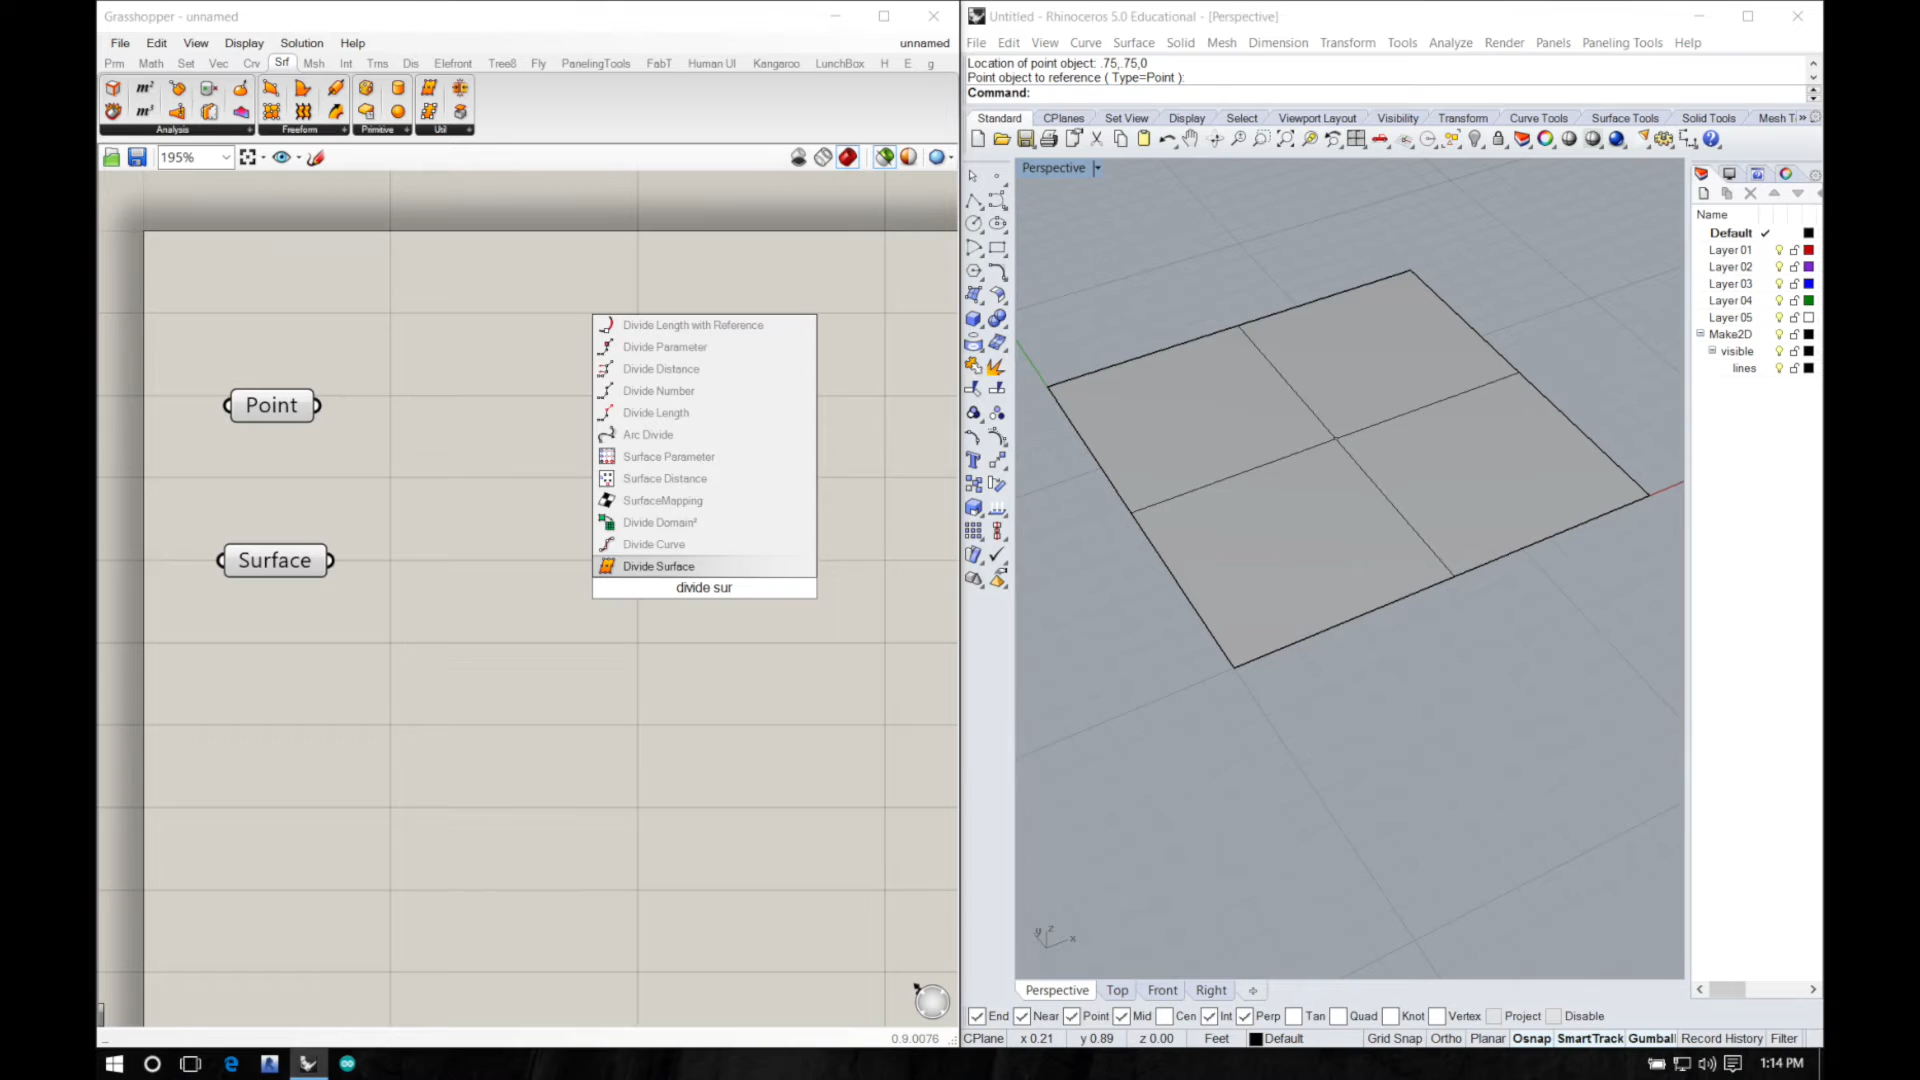 Grasshopper - unnamed
File Edit View Display Solution Help
unnamed
Prm Math Set Vec Crv Srf Msh Int Trns Dis Elefront Tree8 Fly PanelingTools FabT Human UI Kangaroo LunchBox H E g
m²
m³
Analysis
Freeform
Primitive
Util
195%
Point
Surface
Divide Length with Reference
Divide Parameter
Divide Distance
Divide Number
Divide Length
Arc Divide
Surface Parameter
Surface Distance
SurfaceMapping
Divide Domain²
Divide Curve
Divide Surface
divide sur
0.9.0076
Untitled - Rhinoceros 5.0 Educational - [Perspective]
File Edit View Curve Surface Solid Mesh Dimension Transform Tools Analyze Render Panels Paneling Tools Help
Location of point object: .75,.75,0
Point object to reference ( Type=Point ):
Command:
Standard CPlanes Set View Display Select Viewport Layout Visibility Transform Curve Tools Surface Tools Solid Tools Mesh T
Perspective
Name
Default
Layer 01
Layer 02
Layer 03
Layer 04
Layer 05
Make2D
visible
lines
y z x
Perspective Top Front Right
End Near Point Mid Cen Int Perp Tan Quad Knot Vertex Project Disable
CPlane x 0.21 y 0.89 z 0.00 Feet Default Grid Snap Ortho Planar Osnap SmartTrack Gumball Record History Filter
1:14 PM